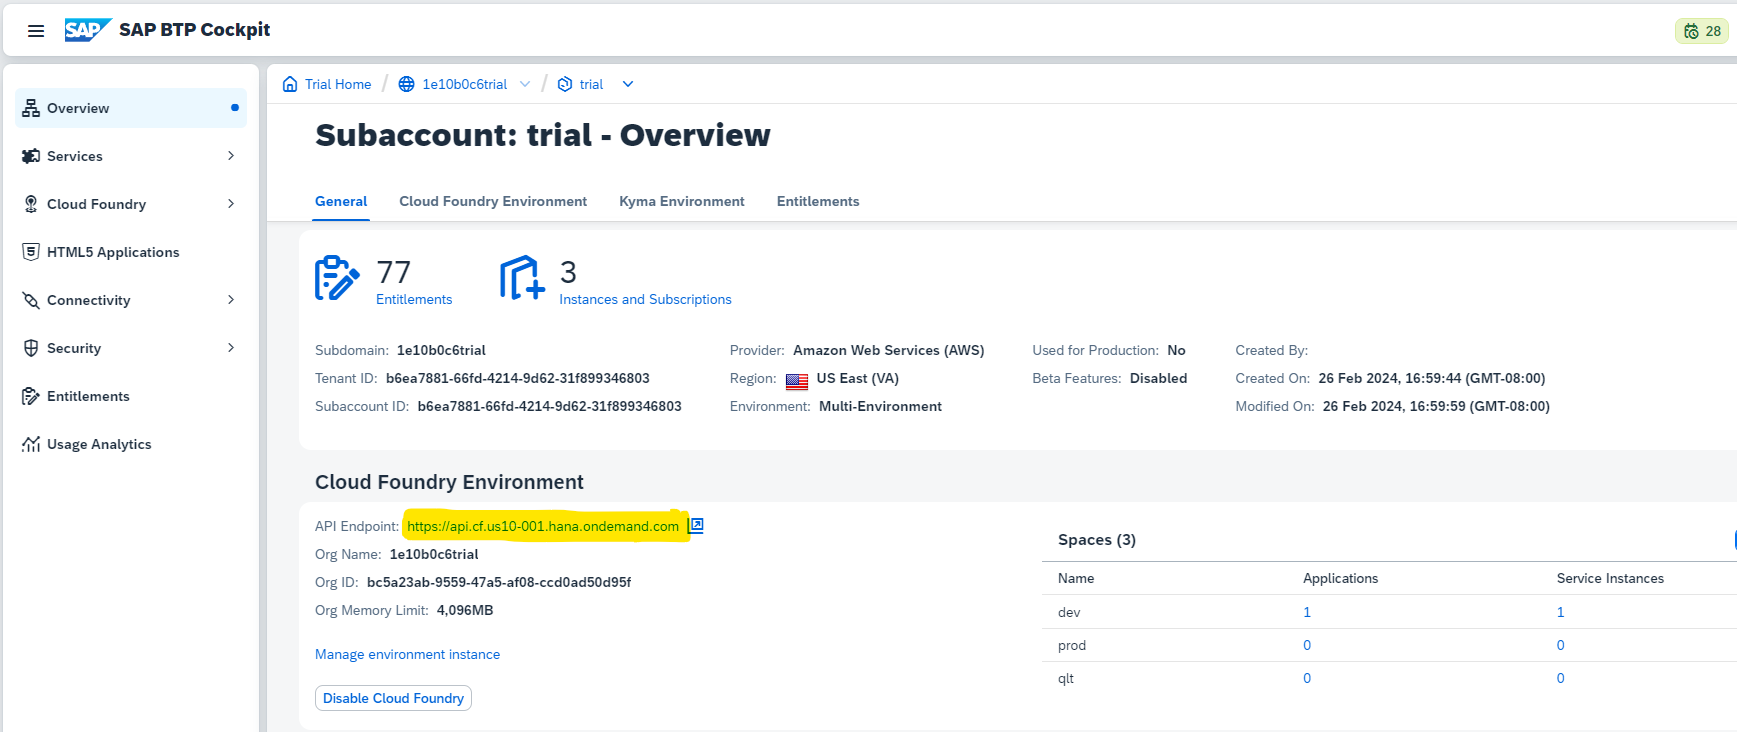 SAP SAP BTP Cockpit 28
Overview
Services
Cloud Foundry
HTML5 Applications
Connectivity
Security
Entitlements
Usage Analytics
Trial Home / 1e10b0c6trial / trial
Subaccount: trial - Overview
General Cloud Foundry Environment Kyma Environment Entitlements
77 Entitlements
3 Instances and Subscriptions
Subdomain: 1e10b0c6trial
Tenant ID: b6ea7881-66fd-4214-9d62-31f899346803
Subaccount ID: b6ea7881-66fd-4214-9d62-31f899346803
Provider: Amazon Web Services (AWS)
Region: US East (VA)
Environment: Multi-Environment
Used for Production: No
Beta Features: Disabled
Created By:
Created On: 26 Feb 2024, 16:59:44 (GMT-08:00)
Modified On: 26 Feb 2024, 16:59:59 (GMT-08:00)
Cloud Foundry Environment
API Endpoint: https://api.cf.us10-001.hana.ondemand.com
Org Name: 1e10b0c6trial
Org ID: bc5a23ab-9559-47a5-af08-ccd0ad50d95f
Org Memory Limit: 4,096MB
Manage environment instance
Disable Cloud Foundry
Spaces (3)
Name Applications Service Instances
dev 1 1
prod 0 0
qlt 0 0